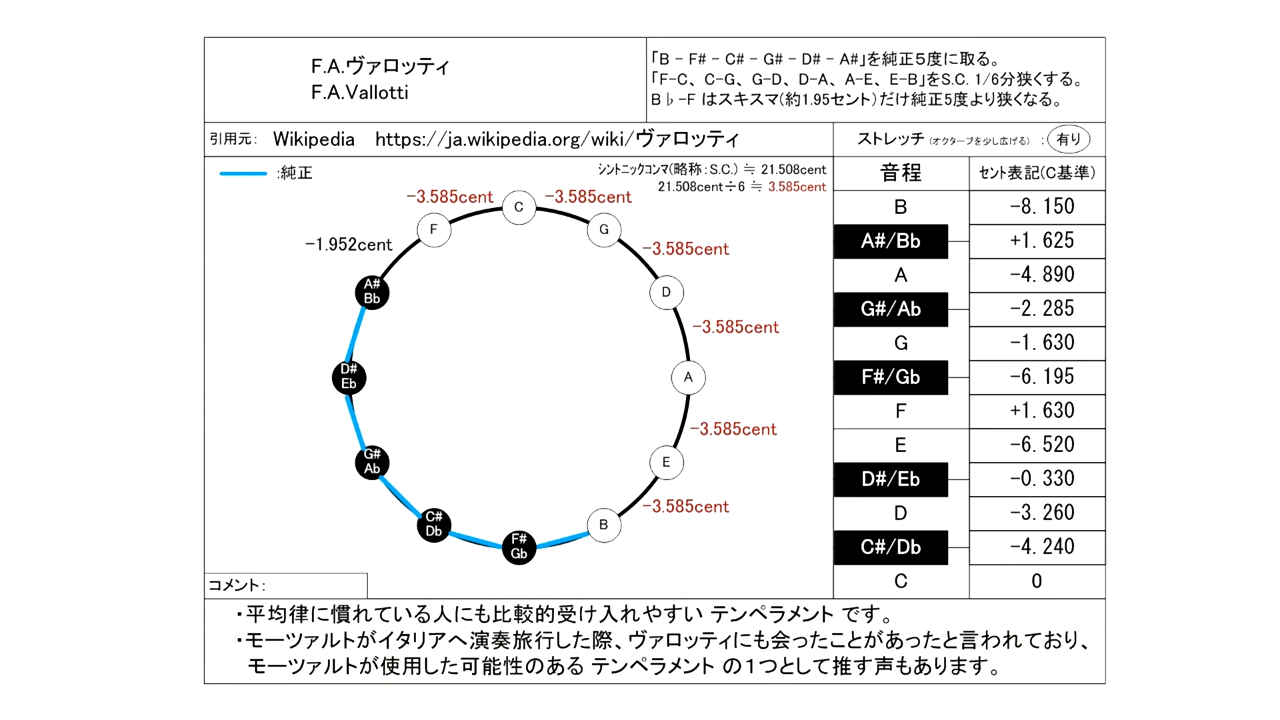 F.A.ヴァロッティ
F.A.Vallotti
「B − F# − C# − G# − D# − A#」を純正5度に取る。
「F-C、 C-G、 G-D、 D-A、 A-E、 E-B」をS.C. 1/6分狭くする。
B♭-F はスキスマ(約1.95セント)だけ純正5度より狭くなる。
引用元： Wikipedia https://ja.wikipedia.org/wiki/ヴァロッティ
ストレッチ (オクターブを少し広げる) ： 有り
:純正
シントニックコンマ(略称：S.C.) ≒ 21.508cent
21.508cent÷6 ≒ 3.585cent
音程 セント表記(C基準)
B −8.150
A#/Bb +1.625
A −4.890
G#/Ab −2.285
G −1.630
F#/Gb −6.195
F +1.630
E −6.520
D#/Eb −0.330
D −3.260
C#/Db −4.240
C 0
−3.585cent
−3.585cent
−1.952cent
−3.585cent
−3.585cent
−3.585cent
−3.585cent
C
G
D
A
E
B
F#
Gb
C#
Db
G#
Ab
D#
Eb
A#
Bb
F
コメント：
・平均律に慣れている人にも比較的受け入れやすい テンペラメント です。
・モーツァルトがイタリアへ演奏旅行した際、ヴァロッティにも会ったことがあったと言われており、
モーツァルトが使用した可能性のある テンペラメント の１つとして推す声もあります。